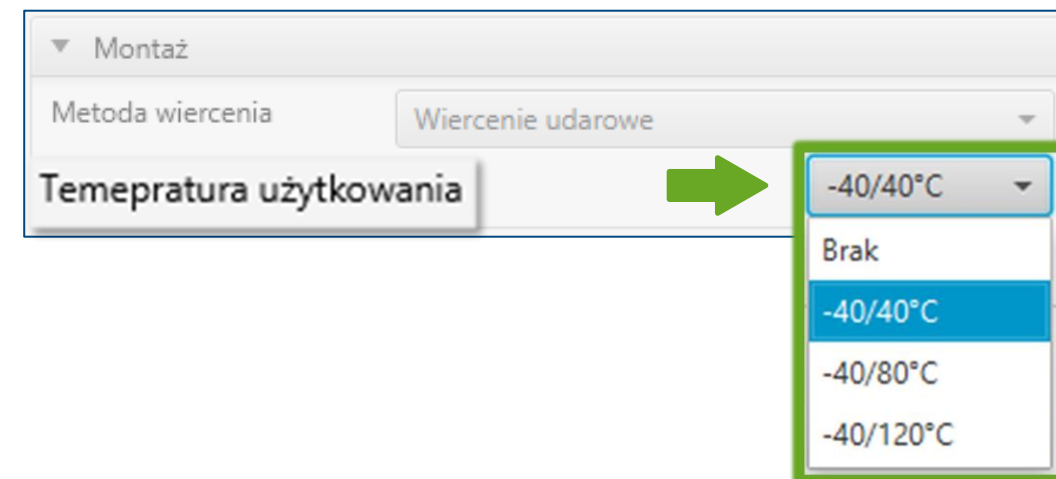 Montaż
Metoda wiercenia Wiercenie udarowe
Temepratura użytkowania -40/40°C
Brak
-40/40°C
-40/80°C
-40/120°C